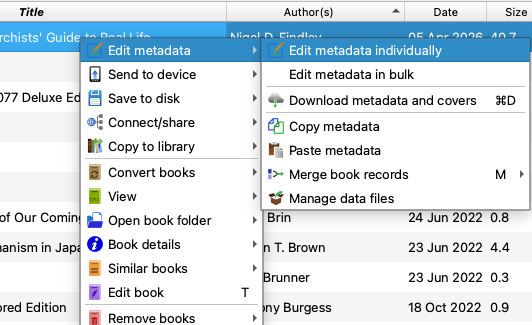 Title Author(s) Date Size
rchists' Guide to Real Life Nigel D. Findley 05 Apr 2026 40.7
Edit metadata Edit metadata individually
Send to device Edit metadata in bulk
077 Deluxe Ed Save to disk Download metadata and covers ⌘D
Connect/share Copy metadata
Copy to library Paste metadata
Convert books Merge book records M
View Manage data files
of Our Coming Open book folder Brin 24 Jun 2022 0.8
hanism in Japa Book details n T. Brown 23 Jun 2022 4.4
Similar books Brunner 23 Jun 2022 0.3
Edit book T
ored Edition Remove books ony Burgess 18 Oct 2022 0.9